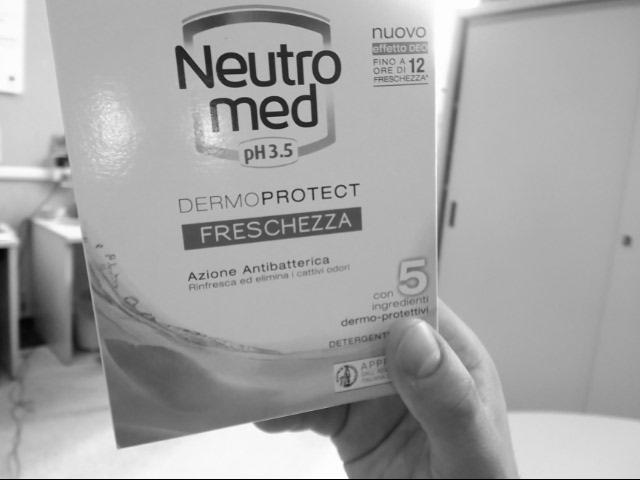 Neutro
med
pH 3.5
nuovo
effetto DEO
FINO A
ORE DI 12
FRESCHEZZA*
DERMOPROTECT
FRESCHEZZA
Azione Antibatterica
Rinfresca ed elimina i cattivi odori
con 5
ingredienti
dermo-protettivi